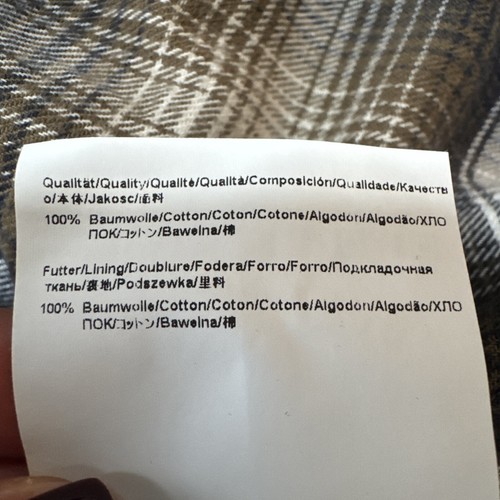 Qualität/Quality/Qualité/Qualità/Composición/Qualidade/Качеств
о/本体/Jakosc/面料
100% Baumwolle/Cotton/Coton/Cotone/Algodon/Algodão/ХЛО
ПОК/コットン/Bawelna/棉
Futter/Lining/Doublure/Fodera/Forro/Forro/Подкладочная
ткань/裏地/Podszewka/里料
100% Baumwolle/Cotton/Coton/Cotone/Algodon/Algodão/ХЛО
ПОК/コットン/Bawelna/棉